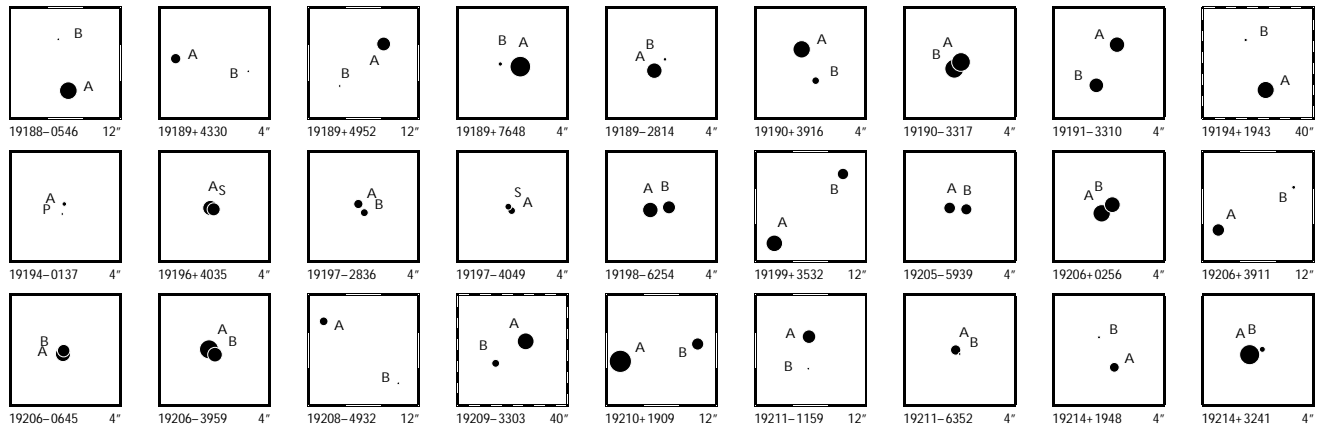 B A B A A B B A B A A B A B B A A B B A
19188−0546 12″ 19189+4330 4″ 19189+4952 12″ 19189+7648 4″ 19189−2814 4″ 19190+3916 4″ 19190−3317 4″ 19191−3310 4″ 19194+1943 40″
A P A S A B S A A B B A A B B A B A
19194−0137 4″ 19196+4035 4″ 19197−2836 4″ 19197−4049 4″ 19198−6254 4″ 19199+3532 12″ 19205−5939 4″ 19206+0256 4″ 19206+3911 12″
B A A B A B A B A B A B A B B A A B
19206−0645 4″ 19206−3959 4″ 19208−4932 12″ 19209−3303 40″ 19210+1909 12″ 19211−1159 12″ 19211−6352 4″ 19214+1948 4″ 19214+3241 4″